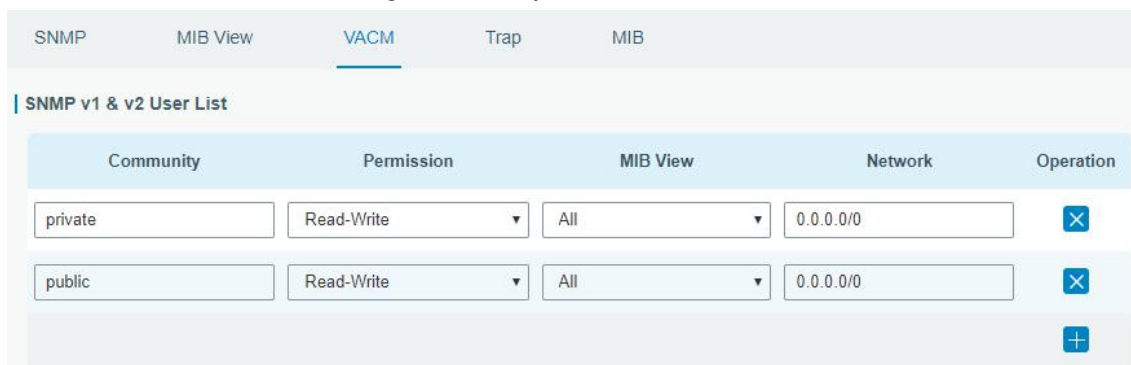 SNMP MIB View VACM Trap MIB
SNMP v1 & v2 User List
Community Permission MIB View Network Operation
private Read-Write All 0.0.0.0/0
public Read-Write All 0.0.0.0/0